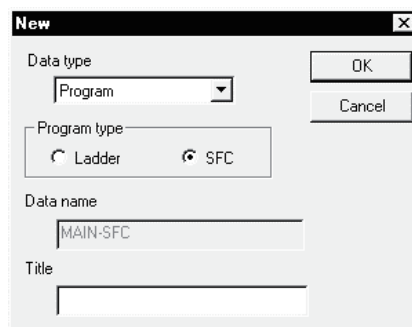 New
Data type
OK
Program
Cancel
Program type
Ladder SFC
Data name
MAIN-SFC
Title